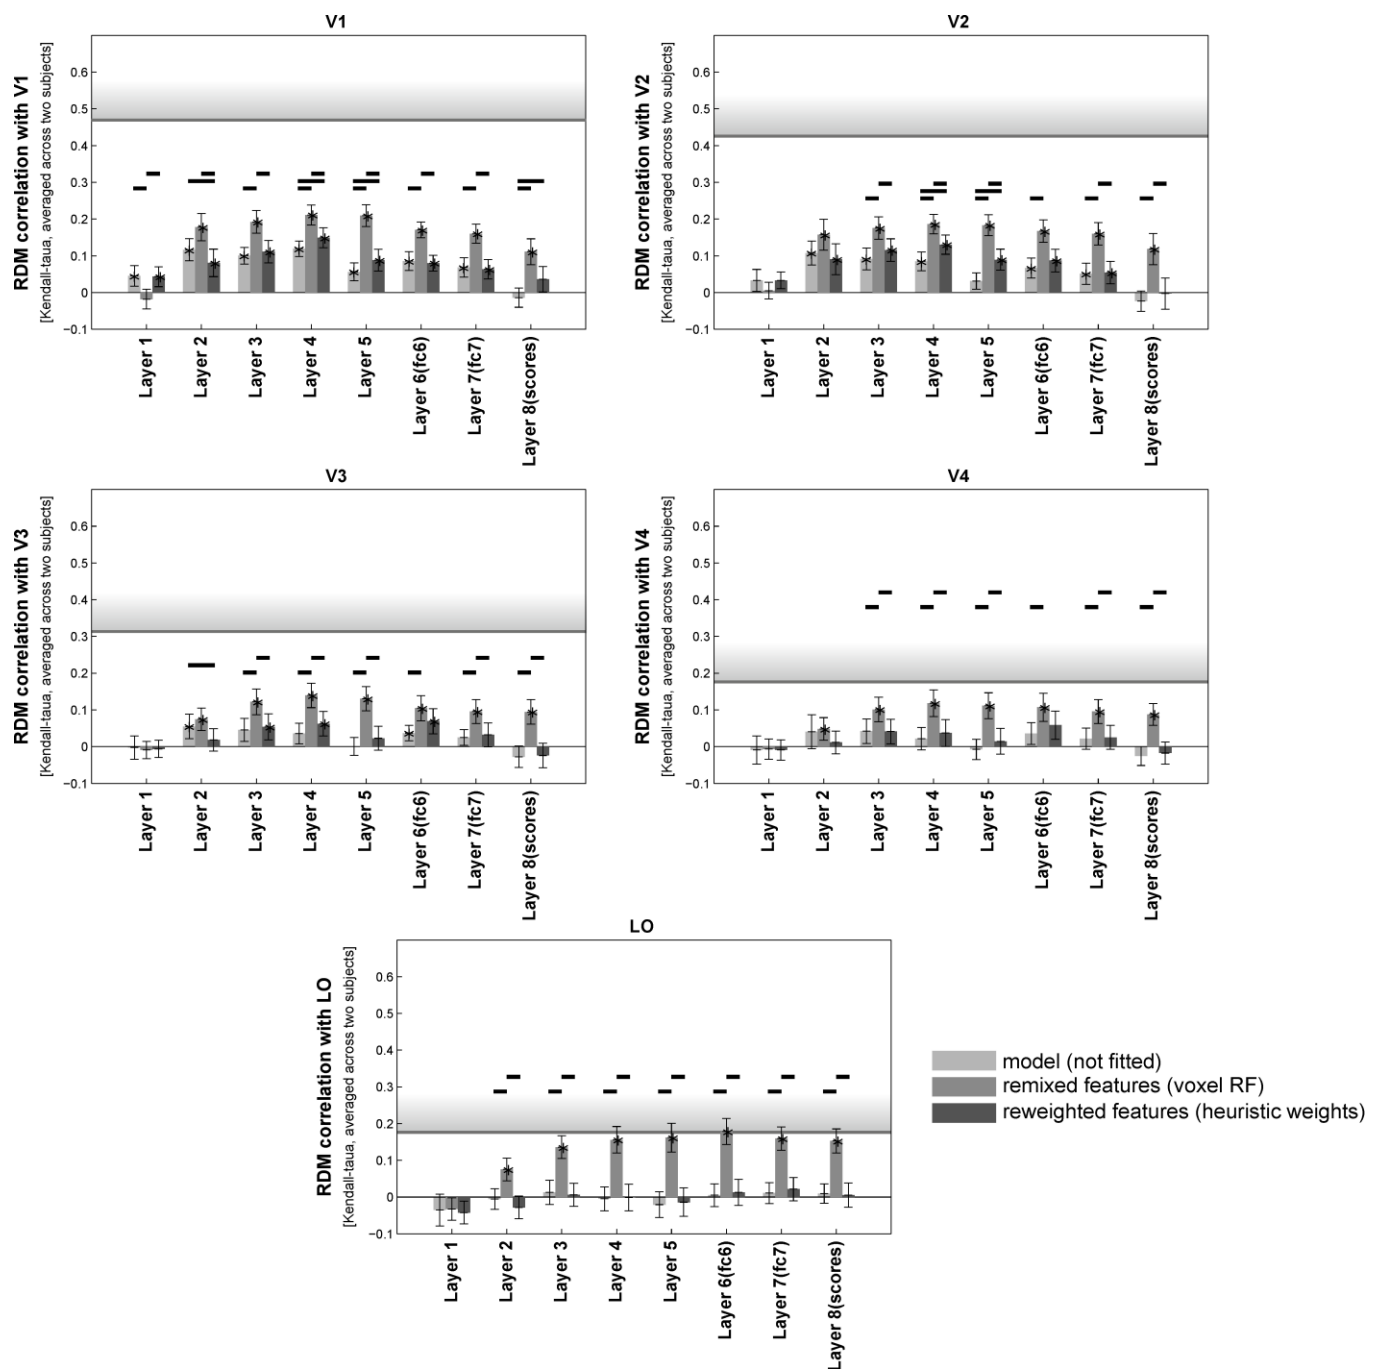 V1
RDM correlation with V1
[Kendall-taua, averaged across two subjects]
0.6
0.5
0.4
0.3
0.2
0.1
0
−0.1
Layer 1
Layer 2
Layer 3
Layer 4
Layer 5
Layer 6(fc6)
Layer 7(fc7)
Layer 8(scores)
V2
RDM correlation with V2
[Kendall-taua, averaged across two subjects]
0.6
0.5
0.4
0.3
0.2
0.1
0
−0.1
Layer 1
Layer 2
Layer 3
Layer 4
Layer 5
Layer 6(fc6)
Layer 7(fc7)
Layer 8(scores)
V3
RDM correlation with V3
[Kendall-taua, averaged across two subjects]
0.6
0.5
0.4
0.3
0.2
0.1
0
−0.1
Layer 1
Layer 2
Layer 3
Layer 4
Layer 5
Layer 6(fc6)
Layer 7(fc7)
Layer 8(scores)
V4
RDM correlation with V4
[Kendall-taua, averaged across two subjects]
0.6
0.5
0.4
0.3
0.2
0.1
0
−0.1
Layer 1
Layer 2
Layer 3
Layer 4
Layer 5
Layer 6(fc6)
Layer 7(fc7)
Layer 8(scores)
LO
RDM correlation with LO
[Kendall-taua, averaged across two subjects]
0.6
0.5
0.4
0.3
0.2
0.1
0
−0.1
Layer 1
Layer 2
Layer 3
Layer 4
Layer 5
Layer 6(fc6)
Layer 7(fc7)
Layer 8(scores)
model (not fitted)
remixed features (voxel RF)
reweighted features (heuristic weights)